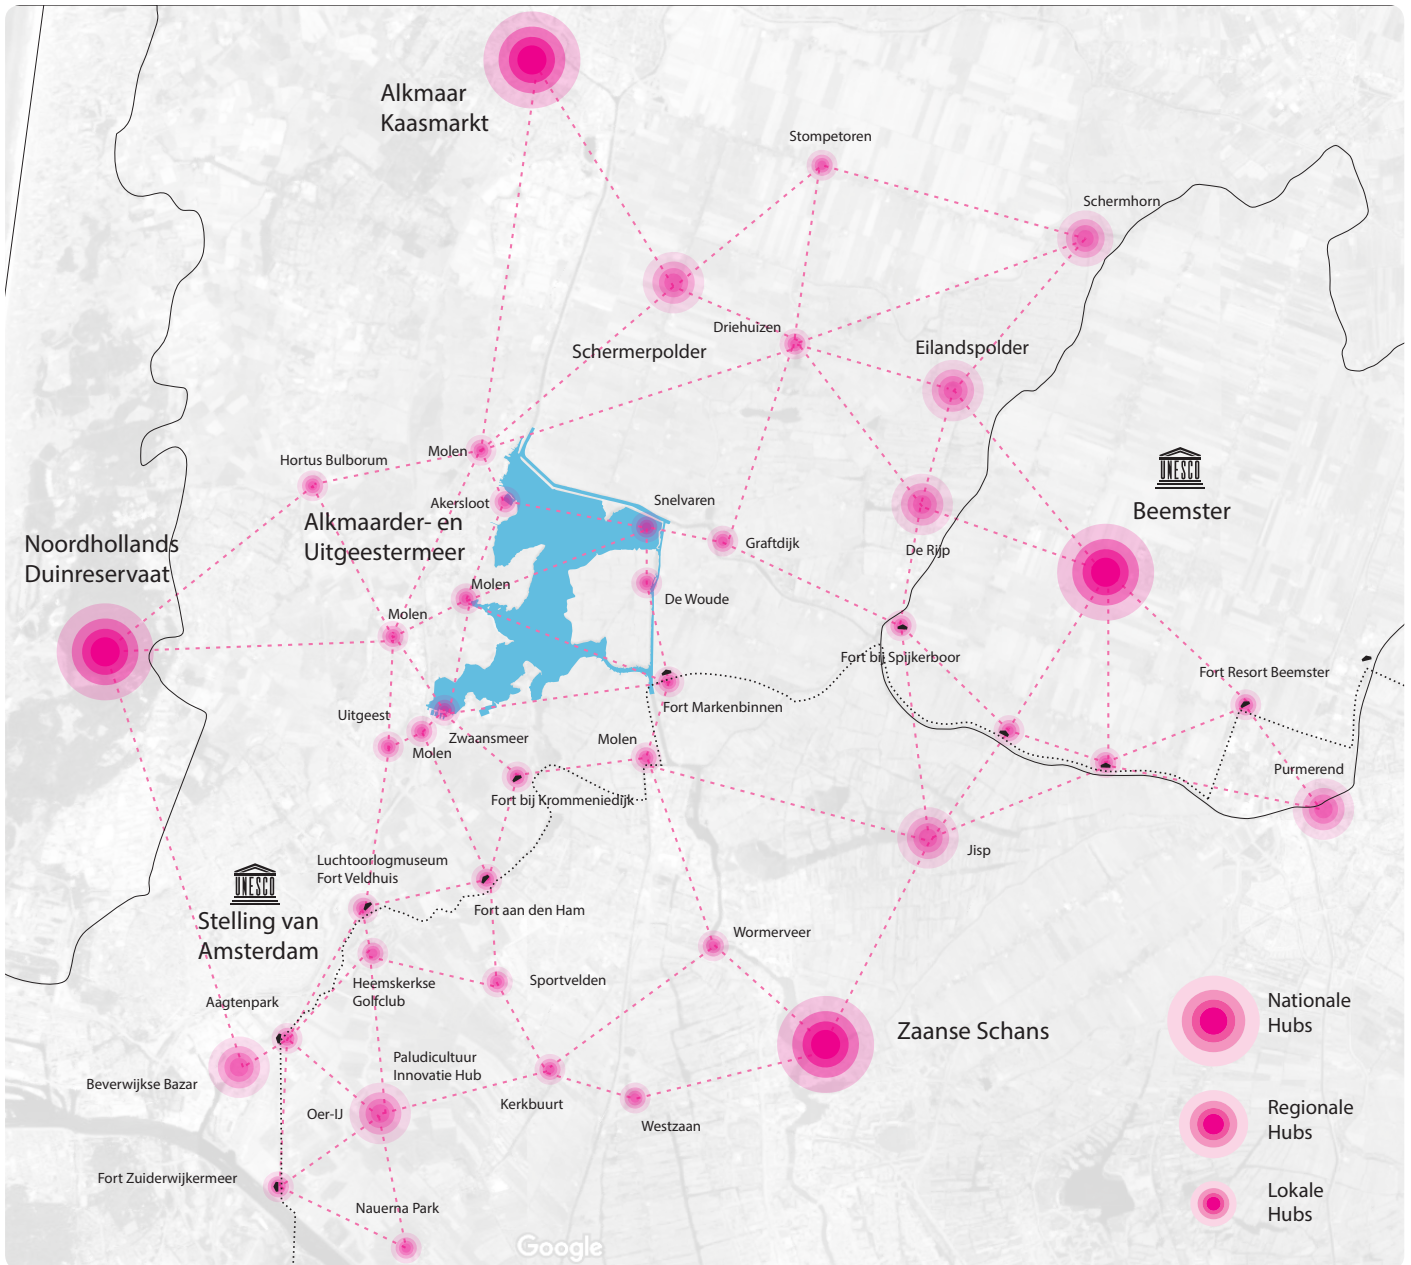 Alkmaar
Kaasmarkt
Stompetoren
Schermhorn
Driehuizen
Schermerpolder
Eilandspolder
Molen
Hortus Bulborum
Akersloot
Snelvaren
UNESCO
Beemster
Alkmaarder- en
Uitgeestermeer
Graftdijk
De Rijp
Noordhollands
Duinreservaat
Molen
De Woude
Molen
Fort bij Spijkerboor
Fort Resort Beemster
Fort Markenbinnen
Uitgeest
Zwaansmeer
Molen
Molen
Purmerend
Fort bij Krommeniedijk
Jisp
Luchtoorlogmuseum
Fort Veldhuis
UNESCO
Stelling van
Amsterdam
Fort aan den Ham
Wormerveer
Sportvelden
Heemskerkse
Golfclub
Aagtenpark
Zaanse Schans
Nationale
Hubs
Paludicultuur
Innovatie Hub
Beverwijkse Bazar
Oer-IJ
Kerkbuurt
Westzaan
Regionale
Hubs
Fort Zuiderwijkermeer
Nauerna Park
Lokale
Hubs
Google